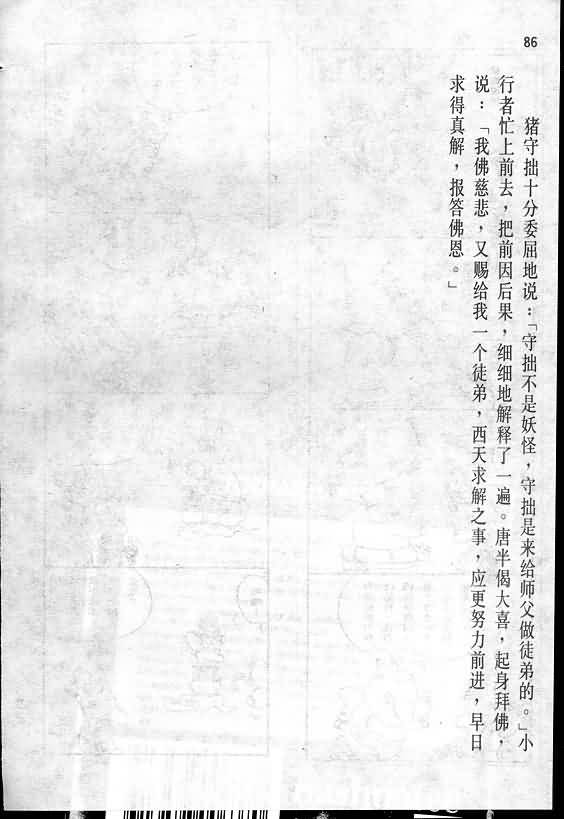 86
猪守拙十分委屈地说：「守拙不是妖怪，守拙是来给师父做徒弟的。」小
行者忙上前去，把前因后果，细细地解释了一遍。唐半偈大喜，起身拜佛，
说：「我佛慈悲，又赐给我一个徒弟，西天求解之事，应更努力前进，早日
求得真解，报答佛恩。」